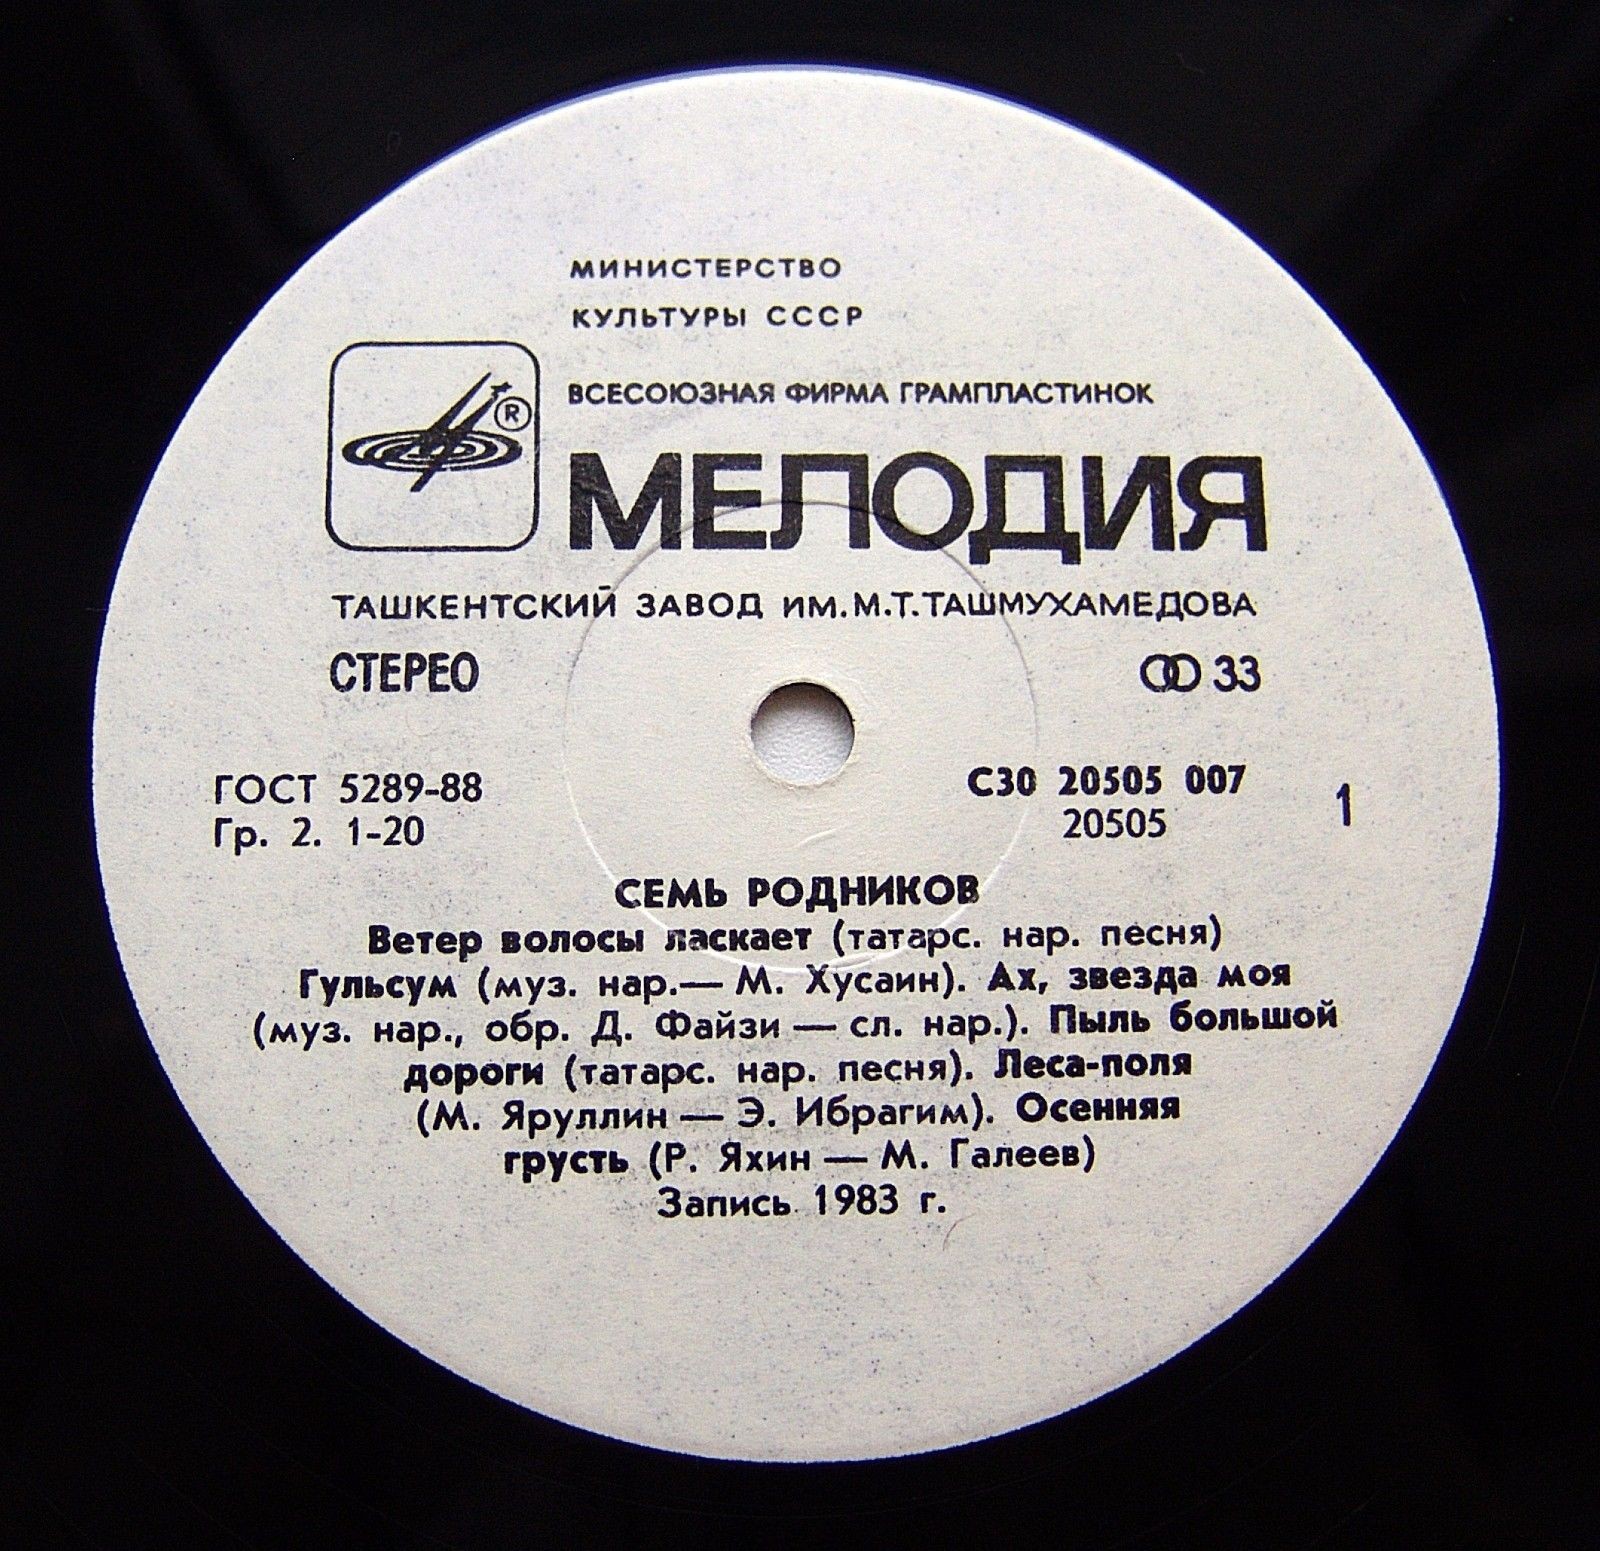 МИНИСТЕРСТВО
КУЛЬТУРЫ СССР
ВСЕСОЮЗНАЯ ФИРМА ГРАМПЛАСТИНОК
®
МЕЛОДИЯ
ТАШКЕНТСКИЙ ЗАВОД ИМ.М.Т.ТАШМУХАМЕДОВА
СТЕРЕО 33
ГОСТ 5289-88
Гр. 2. 1-20
С30 20505 007
20505
1
СЕМЬ РОДНИКОВ
Ветер волосы ласкает (татарс. нар. песня)
Гульсум (муз. нар.— М. Хусаин). Ах, звезда моя
(муз. нар., обр. Д. Файзи — сл. нар.). Пыль большой
дороги (татарс. нар. песня). Леса-поля
(М. Яруллин — Э. Ибрагим). Осенняя
грусть (Р. Яхин — М. Галеев)
Запись 1983 г.